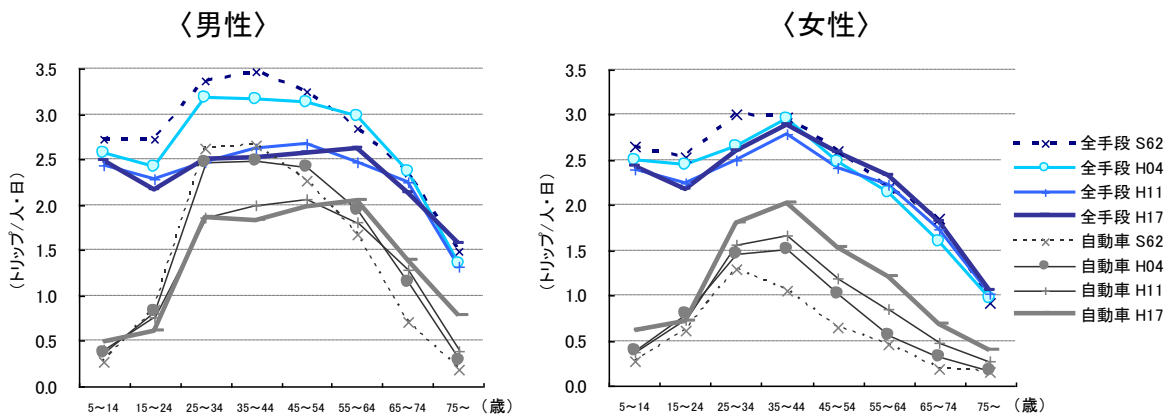 〈男性〉
(トリップ/人・日)
3.5
3.0
2.5
2.0
1.5
1.0
0.5
0.0
5～14 15～24 25～34 35～44 45～54 55～64 65～74 75～ (歳)
〈女性〉
(トリップ/人・日)
3.5
3.0
2.5
2.0
1.5
1.0
0.5
0.0
5～14 15～24 25～34 35～44 45～54 55～64 65～74 75～ (歳)
全手段 S62
全手段 H04
全手段 H11
全手段 H17
自動車 S62
自動車 H04
自動車 H11
自動車 H17